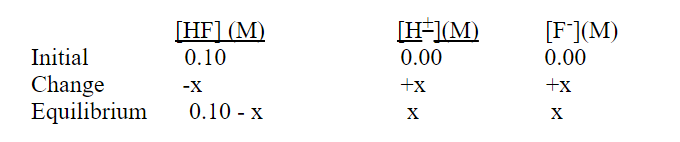 [HF] (M) [H⁺](M) [F⁻](M)
Initial 0.10 0.00 0.00
Change -x +x +x
Equilibrium 0.10 - x x x